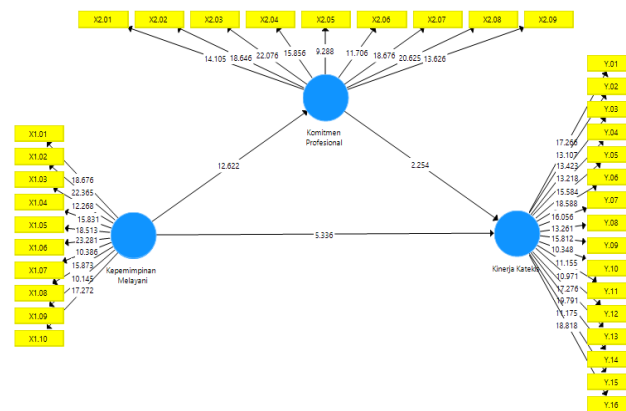 X2.01
X2.02
X2.03
X2.04
X2.05
X2.06
X2.07
X2.08
X2.09
14.105
18.646
22.076
15.856
9.288
11.706
18.676
20.625
13.626
Komitmen
Profesional
12.622
2.254
5.336
X1.01
X1.02
X1.03
X1.04
X1.05
X1.06
X1.07
X1.08
X1.09
X1.10
18.676
22.365
12.268
15.831
18.513
23.281
10.386
15.873
10.145
17.272
Kepemimpinan
Melayani
Kinerja Katekis
17.266
13.107
13.423
13.218
15.584
18.588
16.056
13.261
15.812
10.348
11.155
10.971
17.276
19.791
11.175
18.818
Y.01
Y.02
Y.03
Y.04
Y.05
Y.06
Y.07
Y.08
Y.09
Y.10
Y.11
Y.12
Y.13
Y.14
Y.15
Y.16